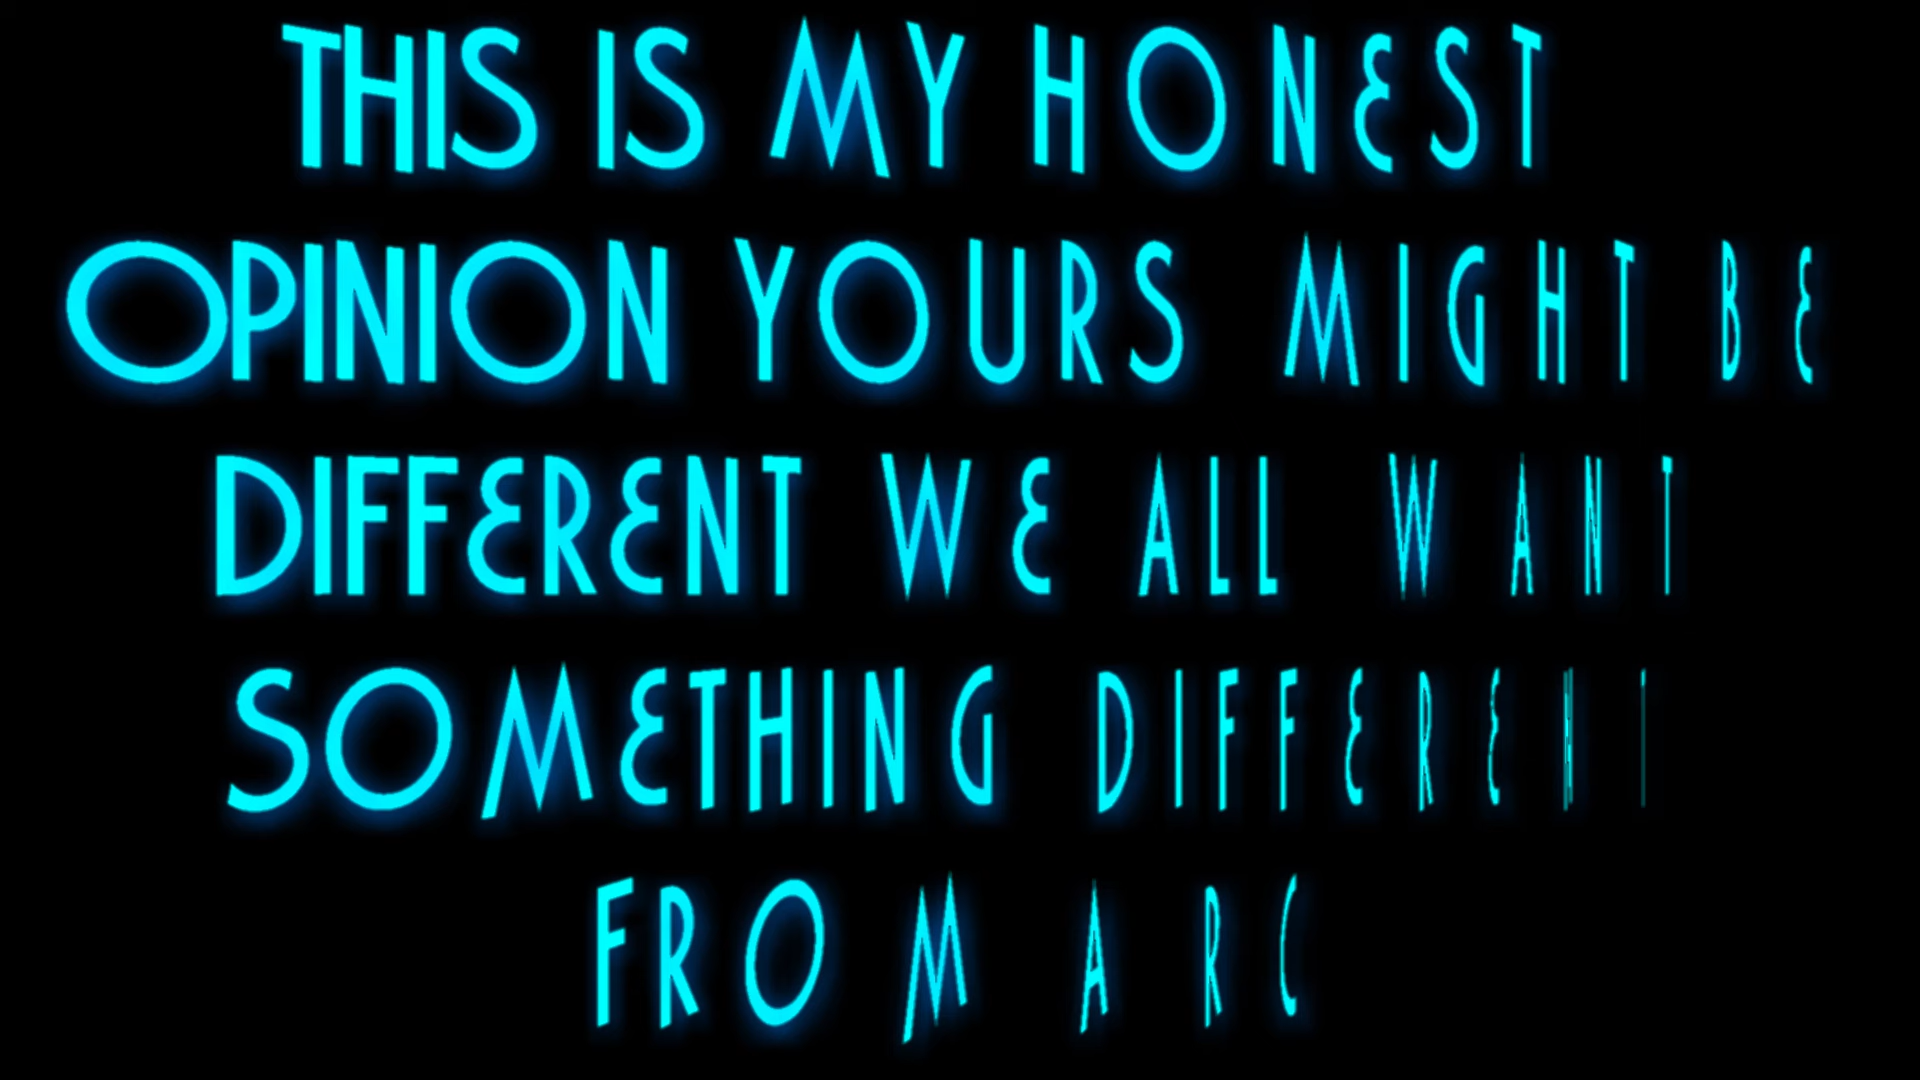 THIS IS MY HONEST
OPINION YOURS MIGHT BE
DIFFERENT WE ALL WANT
SOMETHING DIFFERENT
FROM ARC